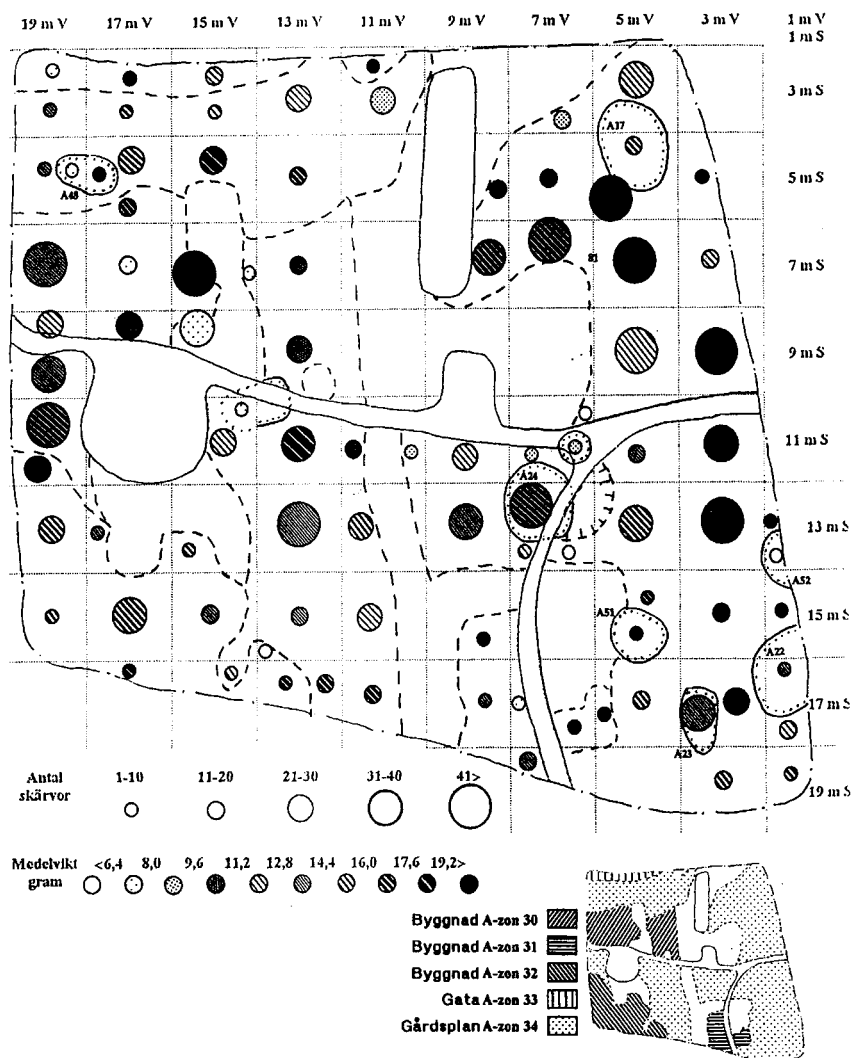 19 m V 17 m V 15 m V 13 m V 11 m V 9 m V 7 m V 5 m V 3 m V 1 m V
1 m S
3 m S
A37
5 m S
A48
7 m S
81
9 m S
11 m S
A24
13 m S
A52
A51
15 m S
A22
17 m S
A23
19 m S
Antal skärvor
1-10 11-20 21-30 31-40 41>
Medelvikt gram
<6,4 8,0 9,6 11,2 12,8 14,4 16,0 17,6 19,2>
Byggnad A-zon 30
Byggnad A-zon 31
Byggnad A-zon 32
Gata A-zon 33
Gårdsplan A-zon 34